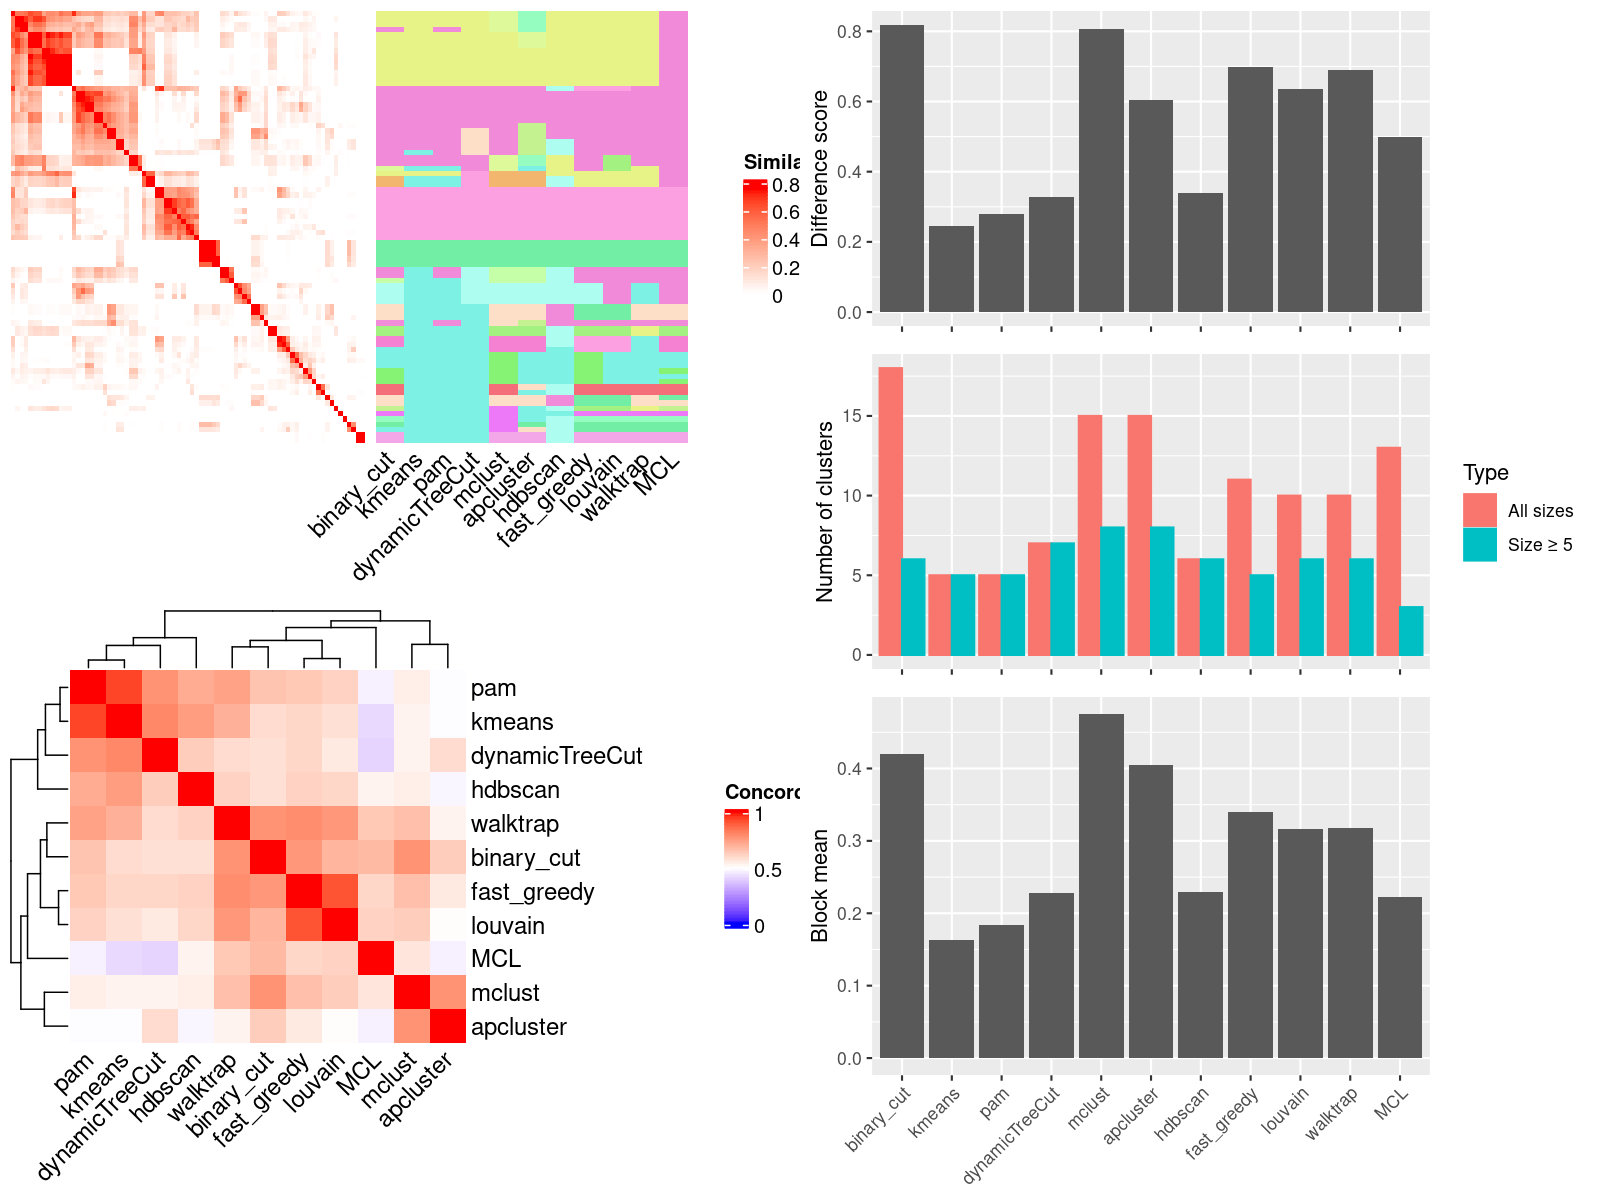 Simila
0.8
0.6
0.4
0.2
0
binary_cut
kmeans
pam
dynamicTreeCut
mclust
apcluster
hdbscan
fast_greedy
louvain
walktrap
MCL
pam
kmeans
dynamicTreeCut
hdbscan
walktrap
binary_cut
fast_greedy
louvain
MCL
mclust
apcluster
pam
kmeans
dynamicTreeCut
hdbscan
walktrap
binary_cut
fast_greedy
louvain
MCL
mclust
apcluster
Concord
1
0.5
0
Difference score
0.8
0.6
0.4
0.2
0.0
Number of clusters
15
10
5
0
Type
All sizes
Size ≥ 5
Block mean
0.4
0.3
0.2
0.1
0.0
binary_cut
kmeans
pam
dynamicTreeCut
mclust
apcluster
hdbscan
fast_greedy
louvain
walktrap
MCL